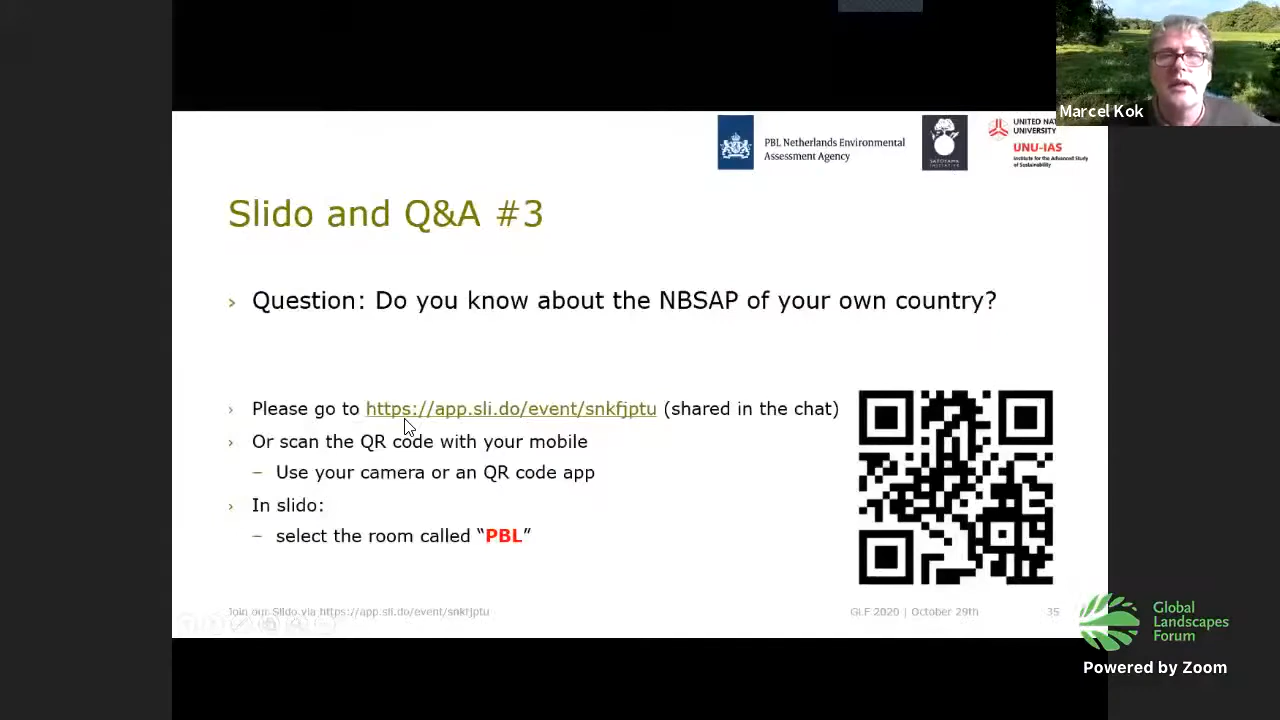 Marcel Kok
PBL Netherlands Environmental
Assessment Agency
SATOYAMA
INITIATIVE
UNITED NAT
UNIVERSITY
UNU-IAS
Institute for the Advanced Study
of Sustainability
Slido and Q&A #3
› Question: Do you know about the NBSAP of your own country?
› Please go to https://app.sli.do/event/snkfjptu (shared in the chat)
› Or scan the QR code with your mobile
– Use your camera or an QR code app
› In slido:
– select the room called “PBL”
Join our Slido via https://app.sli.do/event/snkfjptu
GLF 2020 | October 29th
35
Global
Landscapes
Forum
Powered by Zoom